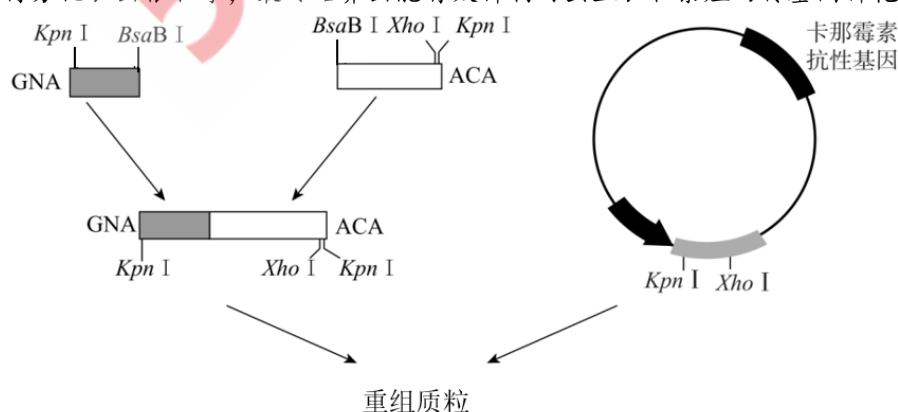 Kpn Ⅰ BsaB Ⅰ
BsaB Ⅰ Xho Ⅰ Kpn Ⅰ
卡那霉素
抗性基因
GNA
ACA
GNA ACA
Kpn Ⅰ Xho Ⅰ Kpn Ⅰ
Kpn Ⅰ Xho Ⅰ
重组质粒